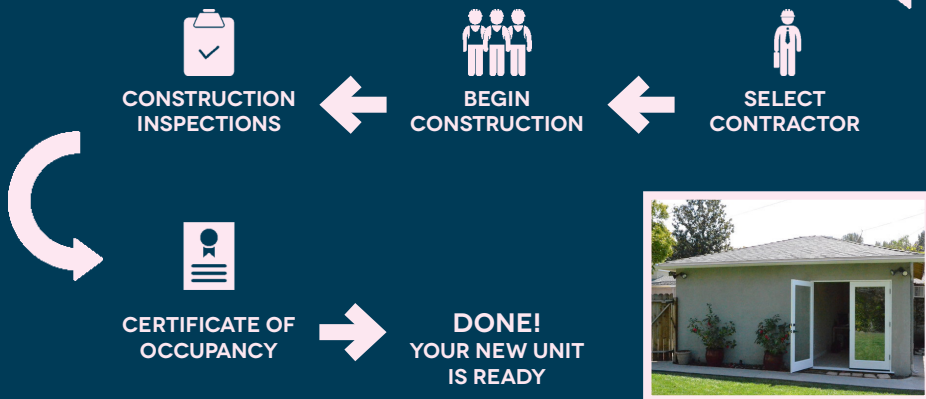 CONSTRUCTION
INSPECTIONS
BEGIN
CONSTRUCTION
SELECT
CONTRACTOR
CERTIFICATE OF
OCCUPANCY
DONE!
YOUR NEW UNIT
IS READY